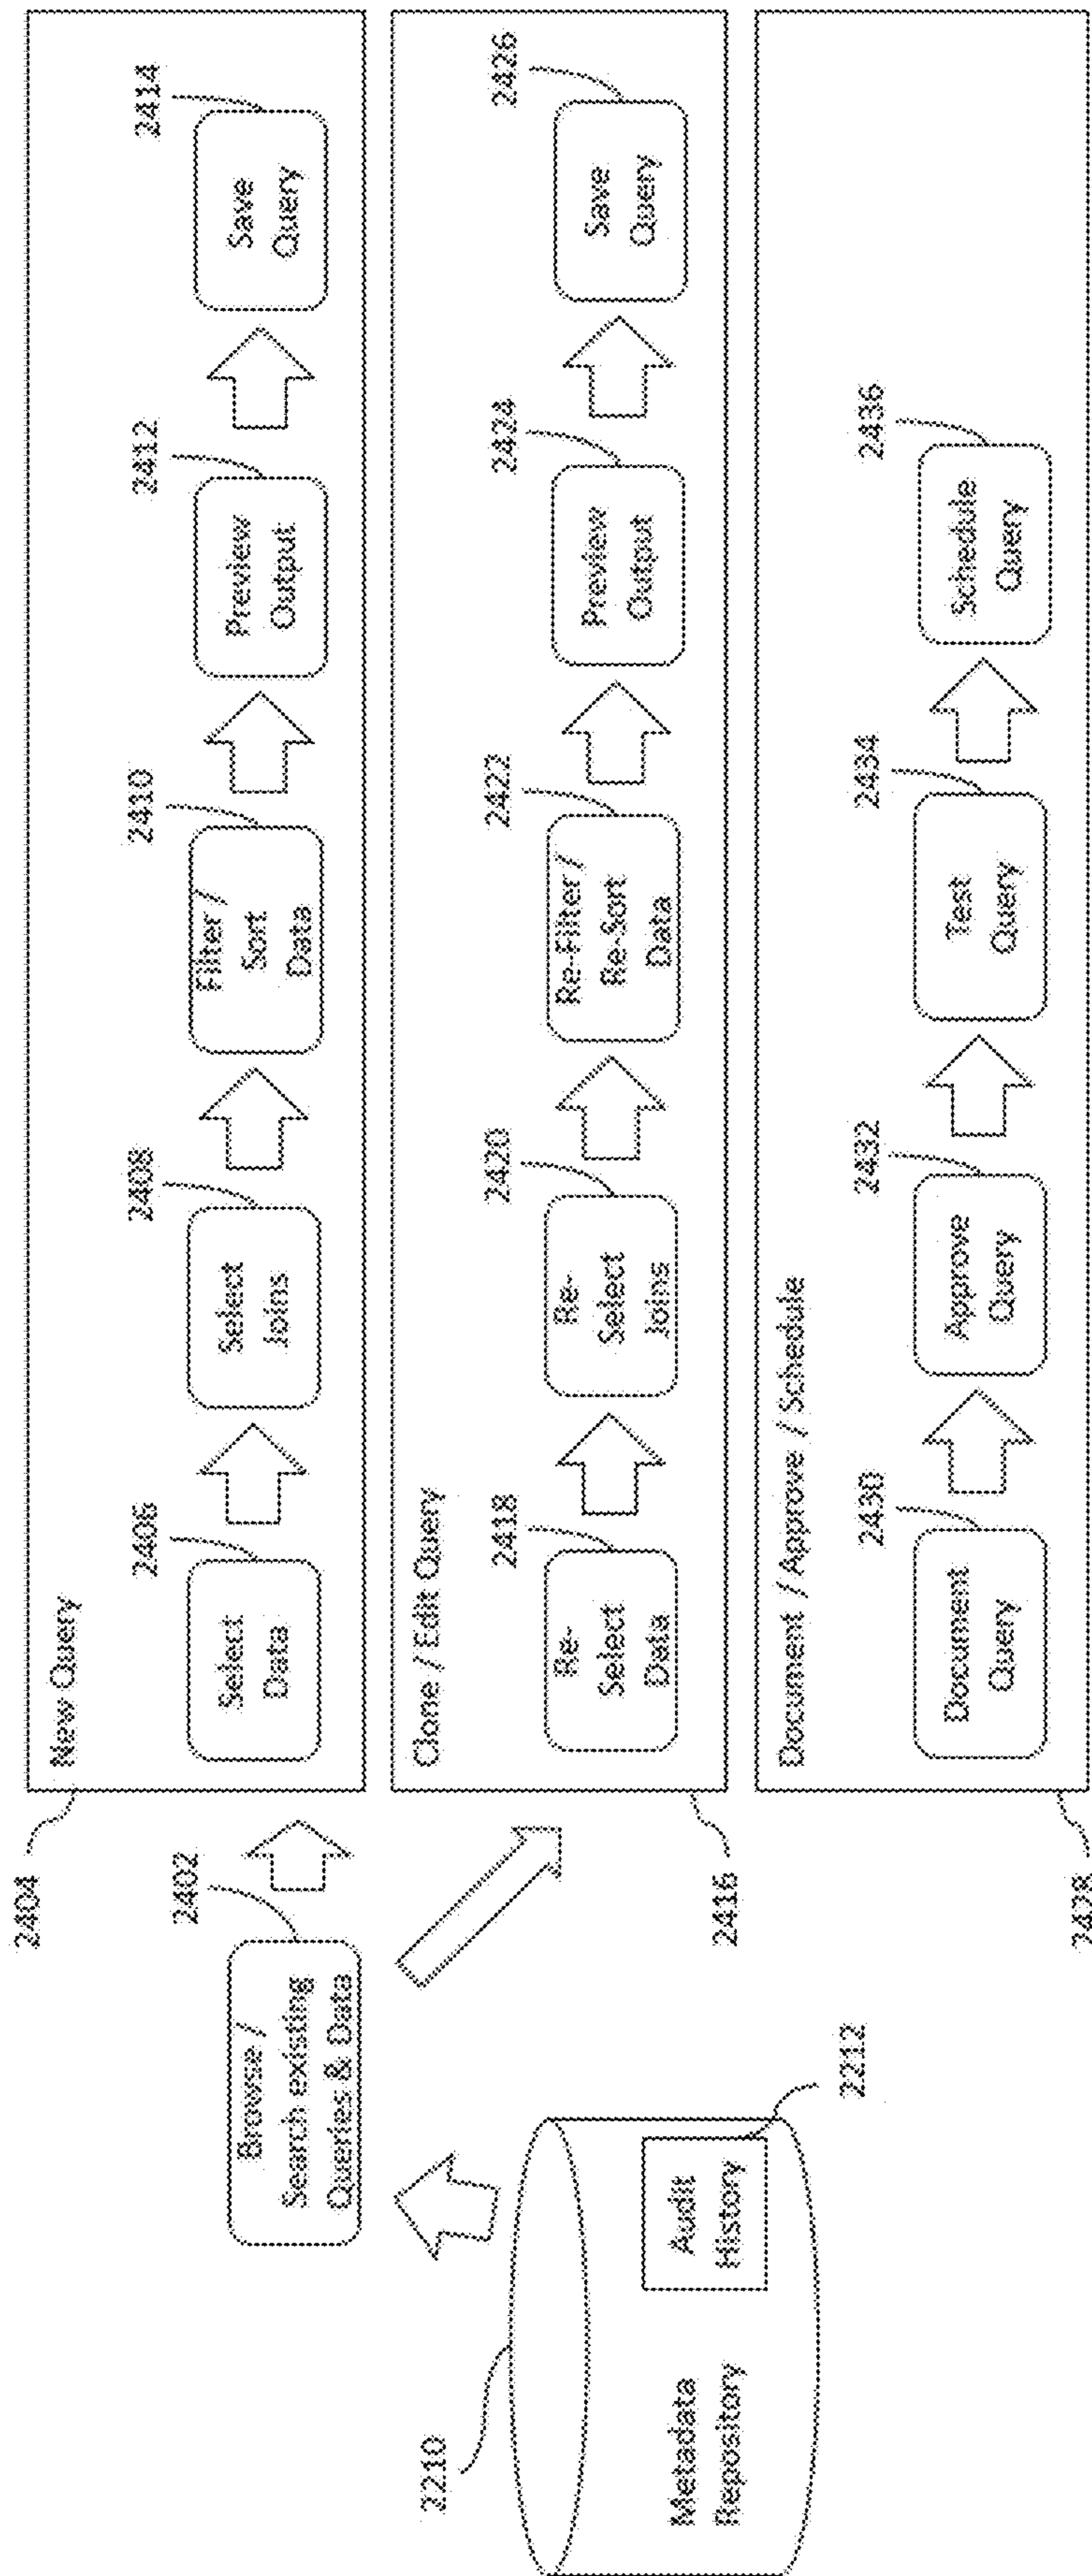 2404
New Query
2406
Select
Data
2408
Select
Joins
2410
Filter /
Sort
Data
2412
Preview
Output
2414
Save
Query
2402
Browse /
Search existing
Queries & Data
2416
Clone / Edit Query
2418
Re-
Select
Data
2420
Re-
Select
Joins
2422
Re-Filter /
Re-Sort
Data
2424
Preview
Output
2426
Save
Query
2210
Metadata
Repository
Audit
History
2212
2428
Document / Approve / Schedule
2430
Document
Query
2432
Approve
Query
2434
Test
Query
2436
Schedule
Query